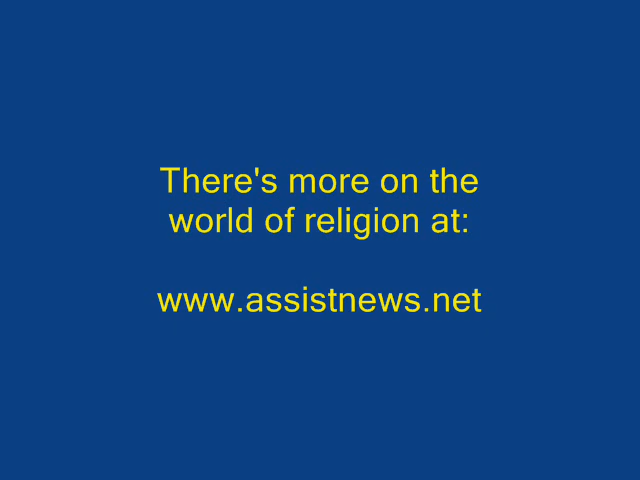 There's more on the
world of religion at:
www.assistnews.net